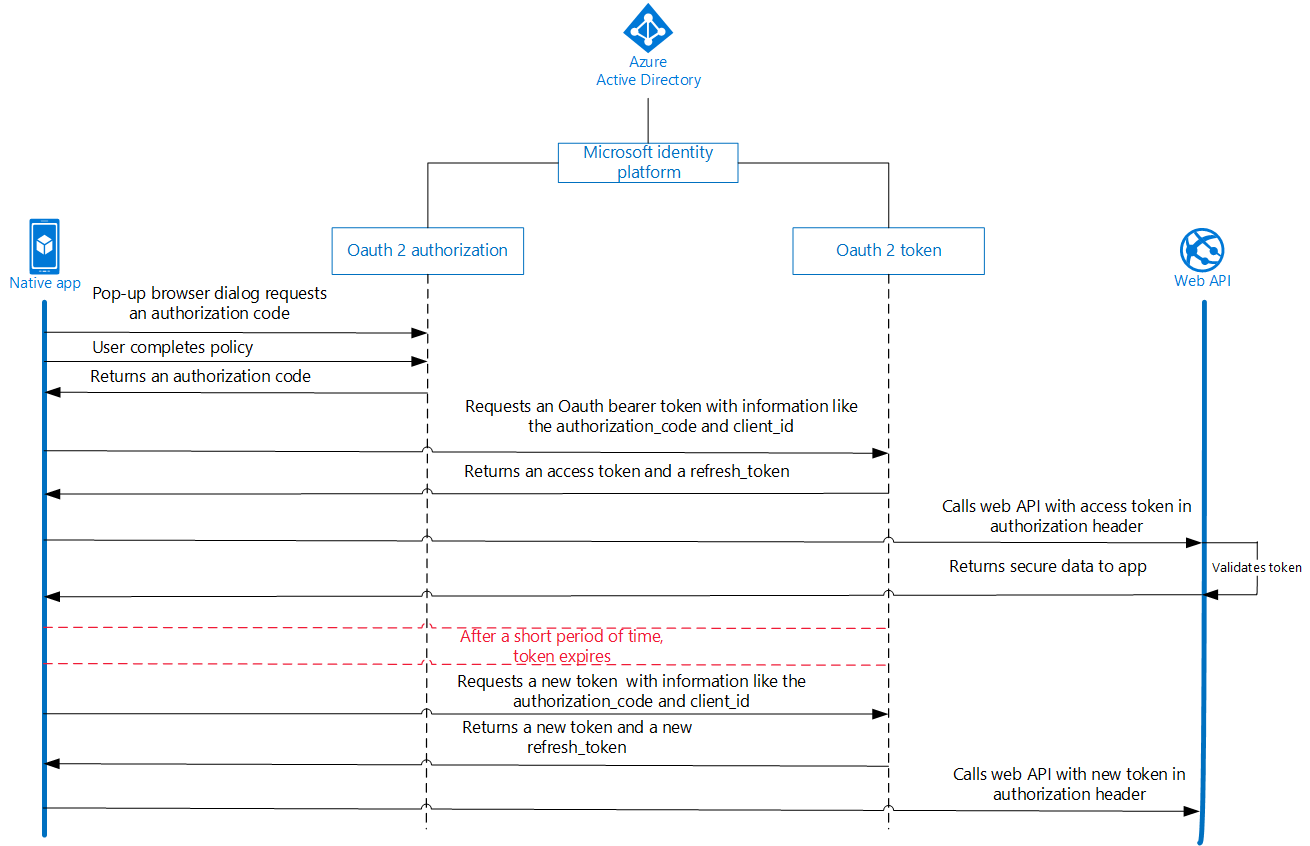 Azure
Active Directory
Microsoft identity
platform
Oauth 2 authorization
Oauth 2 token
Native app
Web API
Pop-up browser dialog requests
an authorization code
User completes policy
Returns an authorization code
Requests an Oauth bearer token with information like
the authorization_code and client_id
Returns an access token and a refresh_token
Calls web API with access token in
authorization header
Returns secure data to app
Validates token
After a short period of time,
token expires
Requests a new token with information like the
authorization_code and client_id
Returns a new token and a new
refresh_token
Calls web API with new token in
authorization header